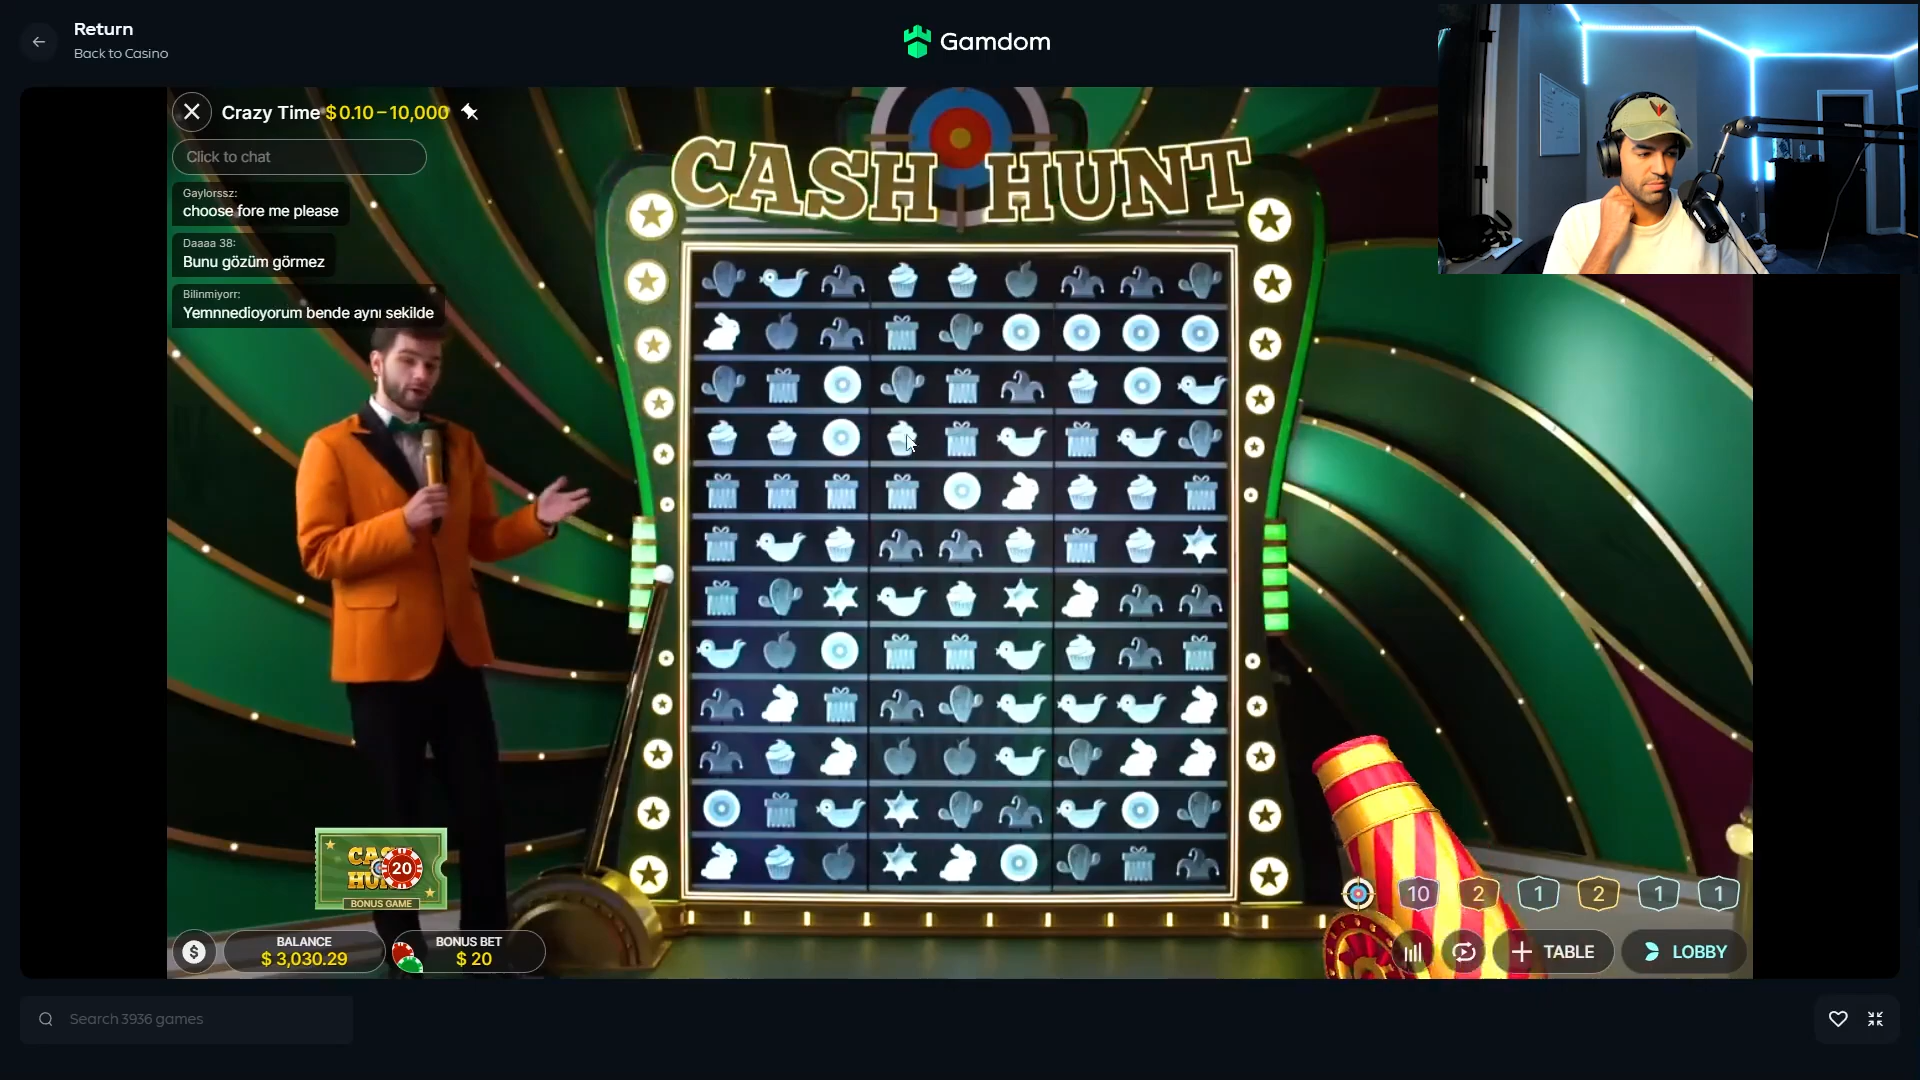 Return
Back to Casino
Gamdom
Crazy Time $0.10–10,000
Click to chat
Gaylorssz:
choose fore me please
Daaaa 38:
Bunu gözüm görmez
Bilinmiyorr:
Yemnnedioyorum bende aynı sekilde
CASH HUNT
CASH HUNT
20
BONUS GAME
BALANCE
$ 3,030.29
BONUS BET
$ 20
10 2 1 2 1 1
TABLE
LOBBY
Search 3936 games